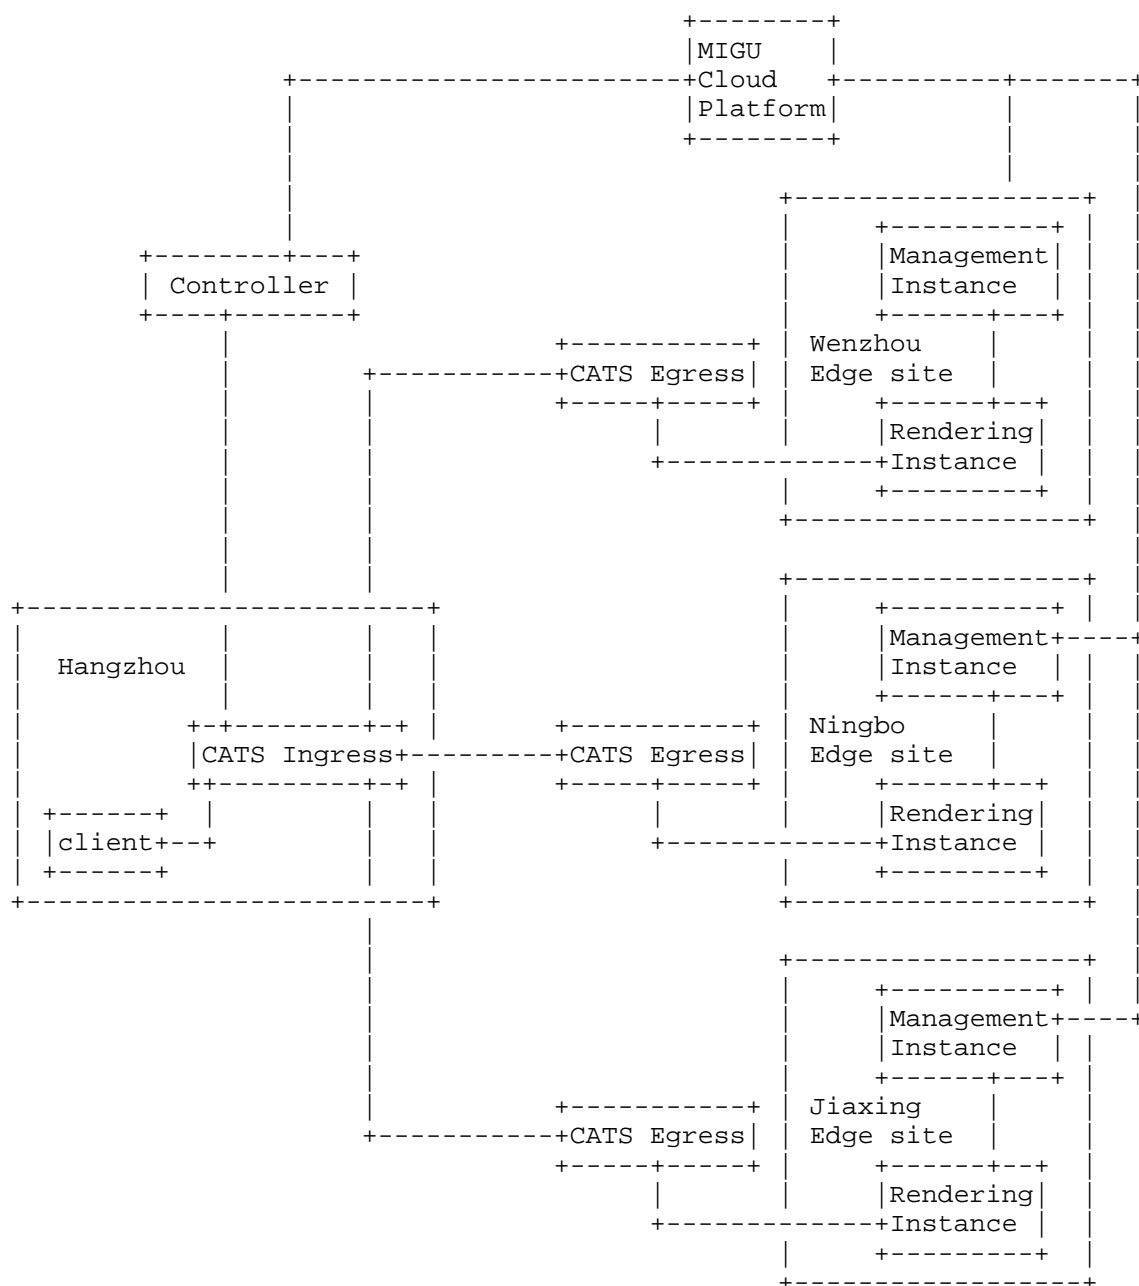 MIGU
Cloud
Platform
Management
Controller Instance
Wenzhou
CATS Egress Edge site
Rendering
Instance
Management
Hangzhou Instance
Ningbo
CATS Ingress CATS Egress Edge site
Rendering
client Instance
Management
Instance
Jiaxing
CATS Egress Edge site
Rendering
Instance